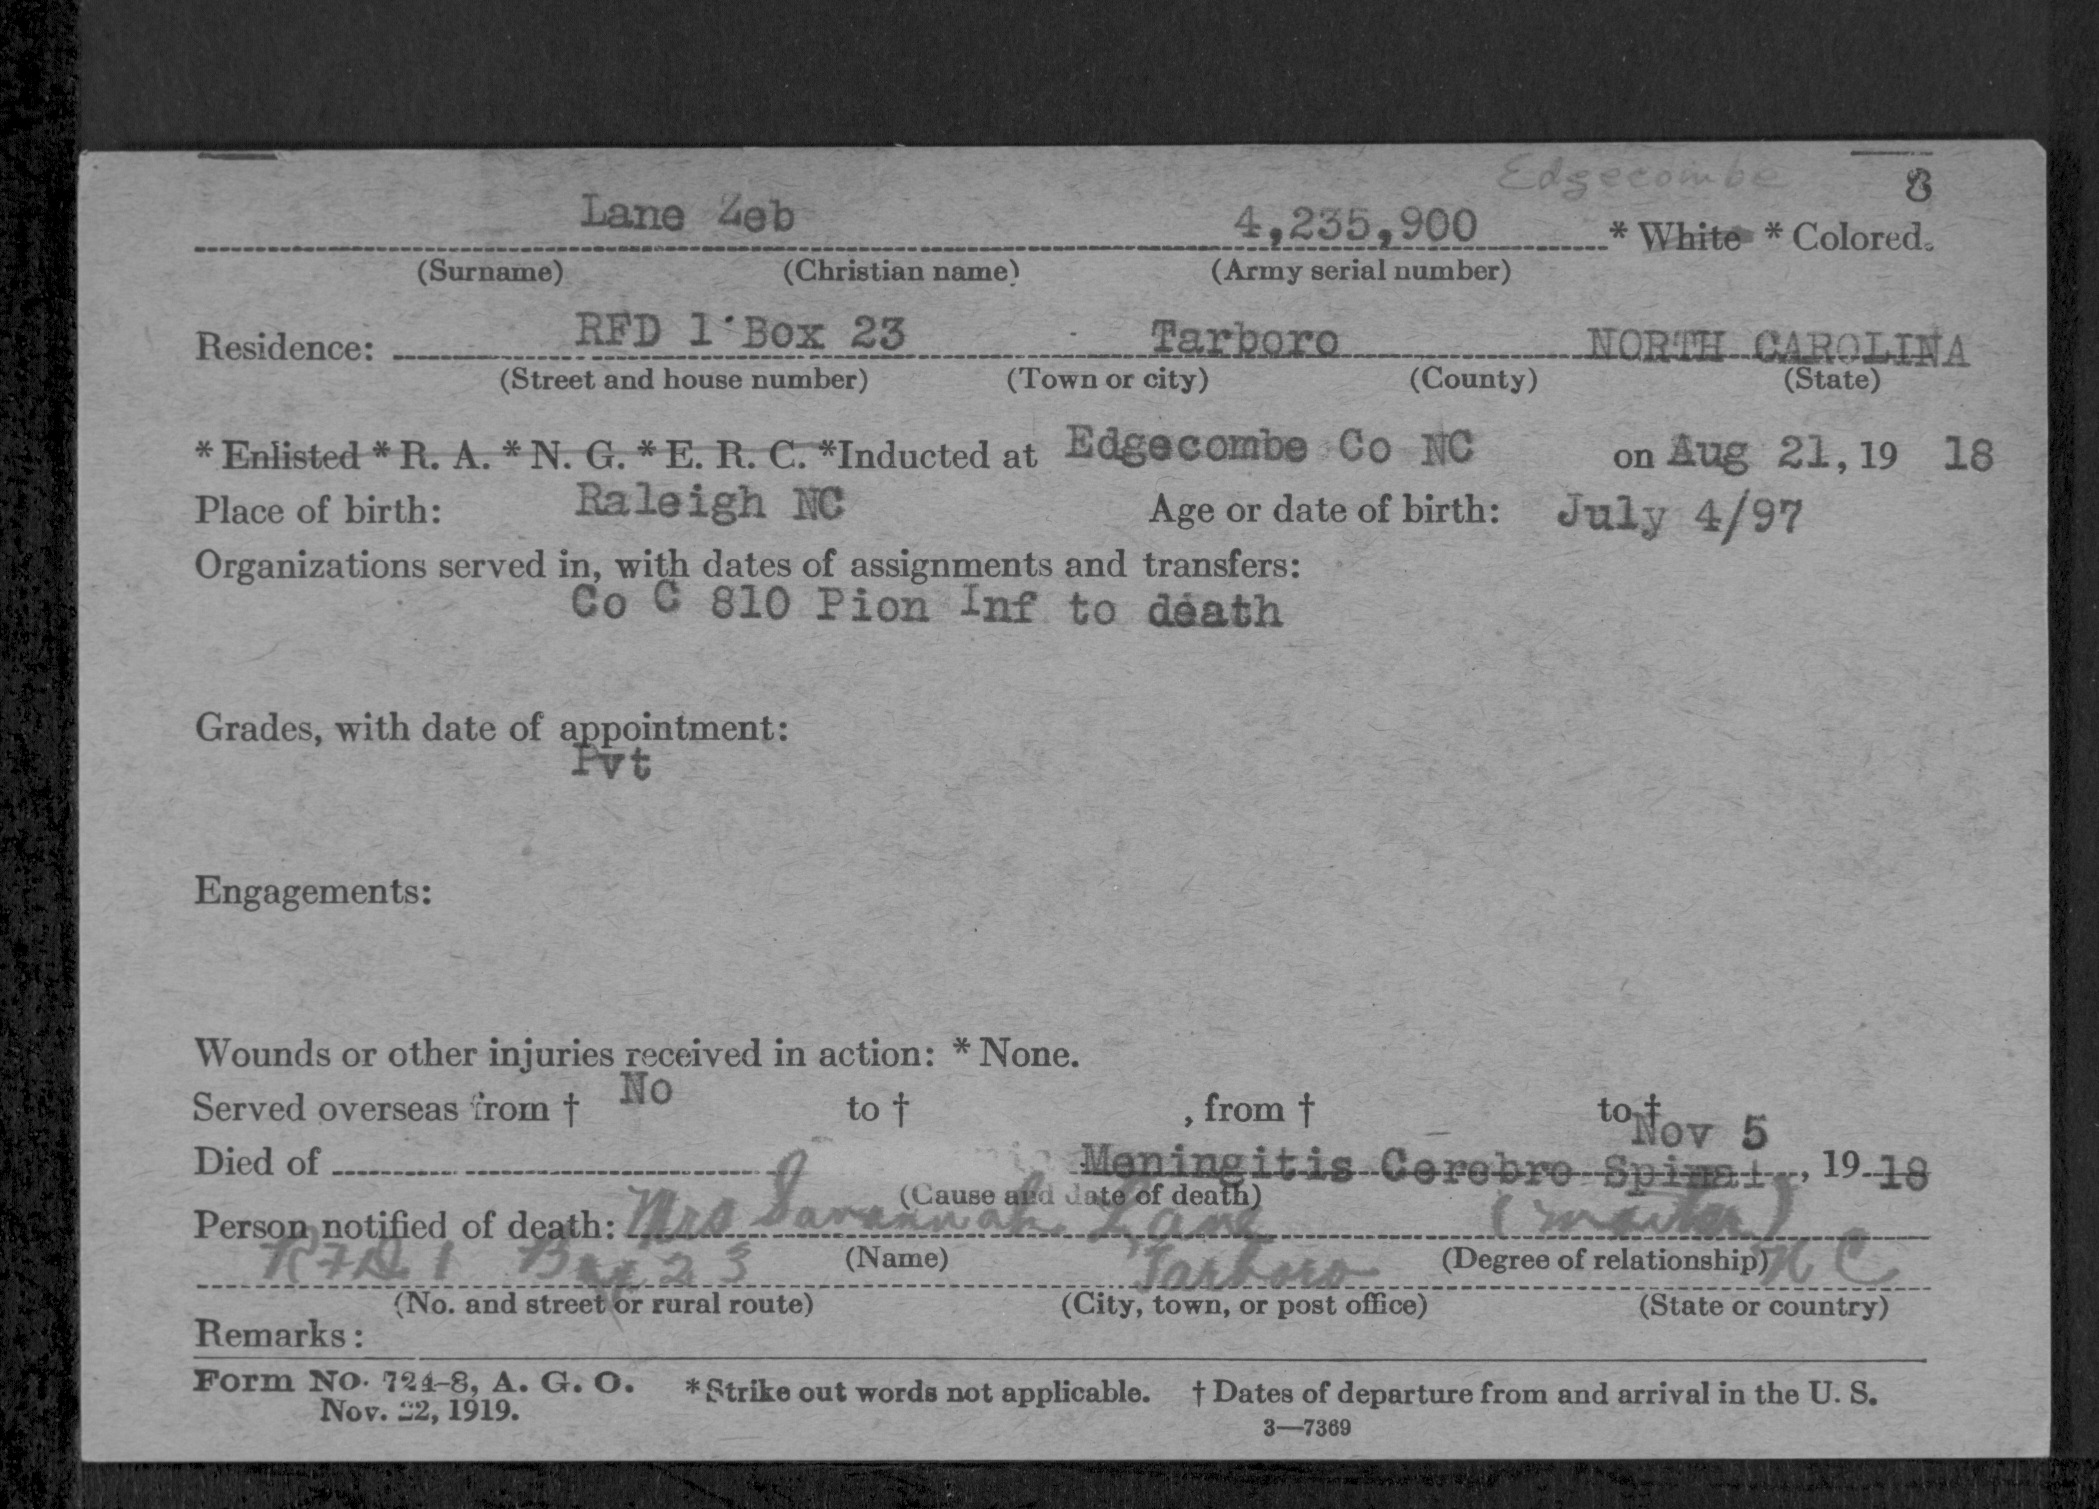 Edgecombe 8
Lane Zeb 4,235,900 * White * Colored.
(Surname) (Christian name) (Army serial number)
Residence: RFD 1 Box 23 Tarboro NORTH CAROLINA
(Street and house number) (Town or city) (County) (State)
* Enlisted * R. A. * N. G. * E. R. C. *Inducted at Edgecombe Co NC on Aug 21, 19 18
Place of birth: Raleigh NC Age or date of birth: July 4/97
Organizations served in, with dates of assignments and transfers:
Co C 810 Pion Inf to death
Grades, with date of appointment:
Pvt
Engagements:
Wounds or other injuries received in action: * None.
Served overseas from † No to †, from † to †
Nov 5
Died of Meningitis Cerebro Spinal, 19 18
(Cause and date of death)
Person notified of death: Mrs Savannah Lane (mother)
(Name) (Degree of relationship)
RFD 1 Box 23 Tarboro N C
(No. and street or rural route) (City, town, or post office) (State or country)
Remarks:
Form No. 724-8, A. G. O. *Strike out words not applicable. † Dates of departure from and arrival in the U. S.
Nov. 22, 1919.
3—7369